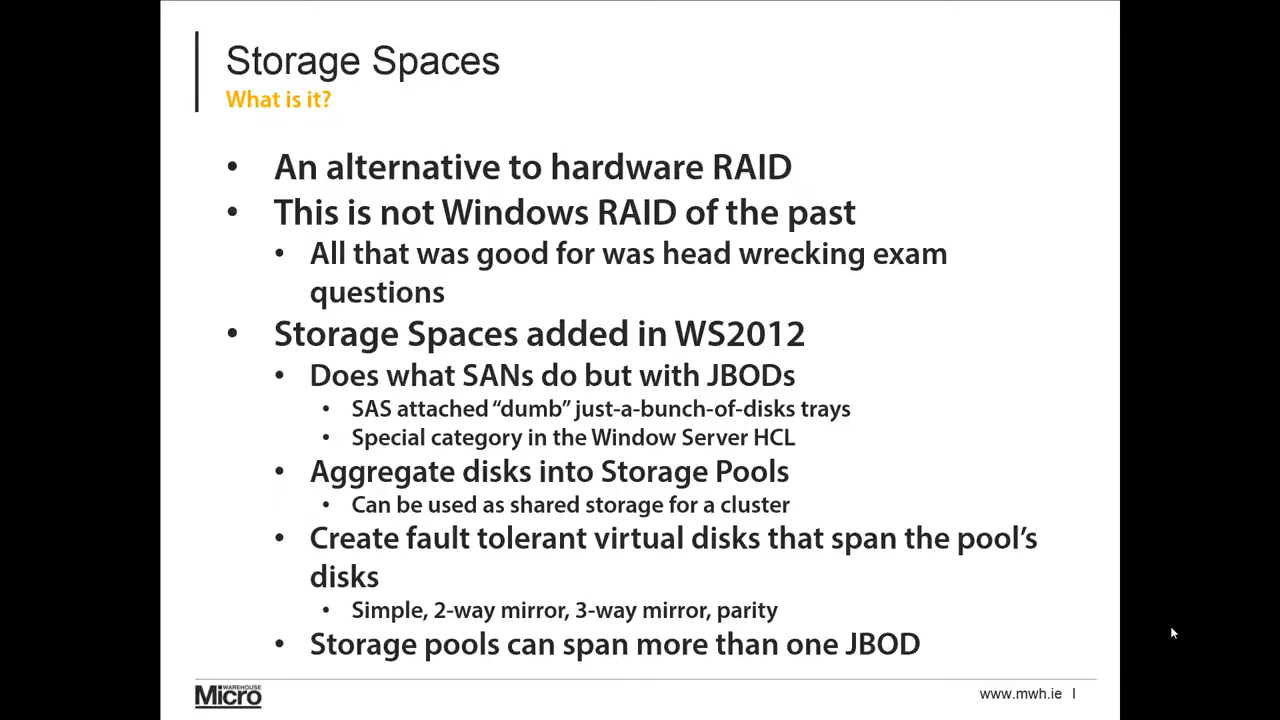 Storage Spaces
What is it?
• An alternative to hardware RAID
• This is not Windows RAID of the past
• All that was good for was head wrecking exam
questions
• Storage Spaces added in WS2012
• Does what SANs do but with JBODs
• SAS attached “dumb” just-a-bunch-of-disks trays
• Special category in the Window Server HCL
• Aggregate disks into Storage Pools
• Can be used as shared storage for a cluster
• Create fault tolerant virtual disks that span the pool’s
disks
• Simple, 2-way mirror, 3-way mirror, parity
• Storage pools can span more than one JBOD
WAREHOUSE
Micro
www.mwh.ie |